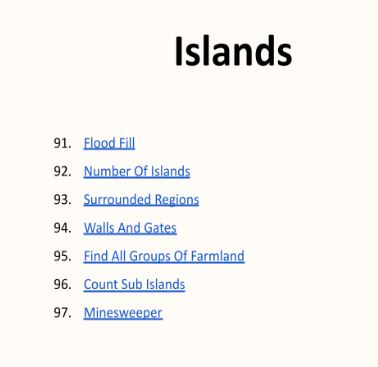 Islands
91. Flood Fill
92. Number Of Islands
93. Surrounded Regions
94. Walls And Gates
95. Find All Groups Of Farmland
96. Count Sub Islands
97. Minesweeper